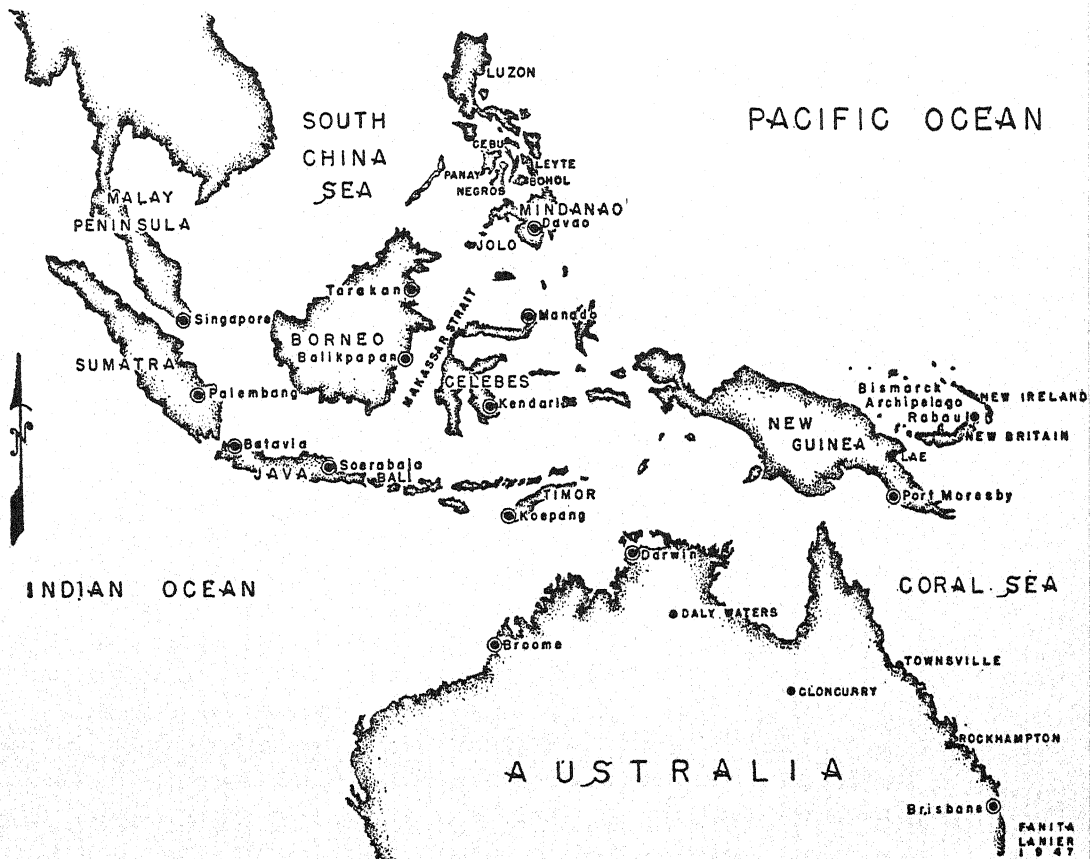 LUZON
PACIFIC OCEAN
SOUTH
CHINA
SEA
CEBU
LEYTE
PANAY
BOHOL
NEGROS
MALAY
PENINSULA
MINDANAO
Davao
JOLO
Tarakan
Singapore
Manado
MAKASSAR STRAIT
BORNEO
Balikpapan
SUMATRA
CELEBES
Palembang
Kendari
Bismarck
Archipelago
NEW IRELAND
Rabaul
NEW
GUINEA
NEW BRITAIN
Batavia
LAE
Soerabaja
JAVA
BALI
TIMOR
Port Moresby
Koepang
N
Darwin
INDIAN OCEAN
CORAL SEA
DALY WATERS
Broome
TOWNSVILLE
CLONCURRY
ROCKHAMPTON
AUSTRALIA
Brisbane
FANITA
LANIER
1947